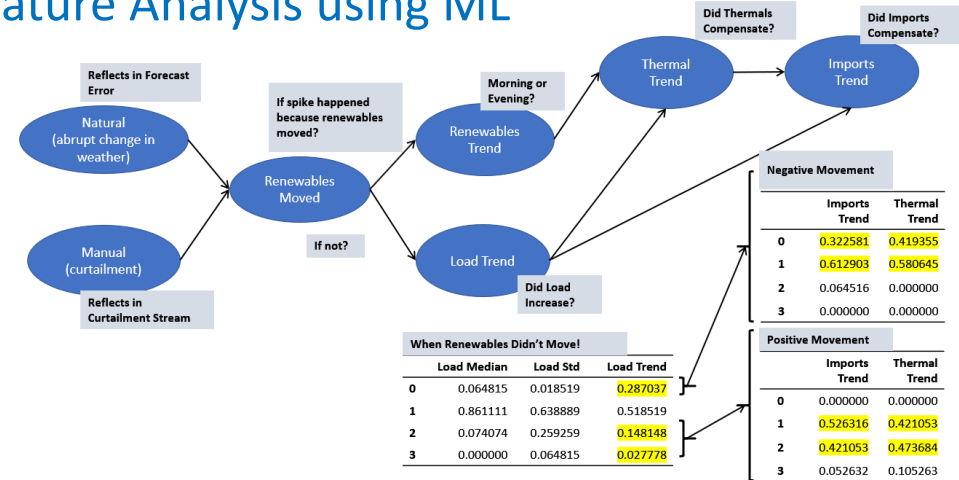 ature Analysis using ML
Did Thermals
Compensate?
Did Imports
Compensate?
Reflects in Forecast
Error
Natural
(abrupt change in
weather)
If spike happened
because renewables
moved?
Morning or
Evening?
Renewables
Trend
Thermal
Trend
Imports
Trend
Renewables
Moved
If not?
Manual
(curtailment)
Reflects in
Curtailment Stream
Load Trend
Did Load
Increase?
Negative Movement
Imports Trend Thermal Trend
0 0.322581 0.419355
1 0.612903 0.580645
2 0.064516 0.000000
3 0.000000 0.000000
When Renewables Didn't Move!
Load Median Load Std Load Trend
0 0.064815 0.018519 0.287037
1 0.861111 0.638889 0.518519
2 0.074074 0.259259 0.148148
3 0.000000 0.064815 0.027778
Positive Movement
Imports Trend Thermal Trend
0 0.000000 0.000000
1 0.526316 0.421053
2 0.421053 0.473684
3 0.052632 0.105263